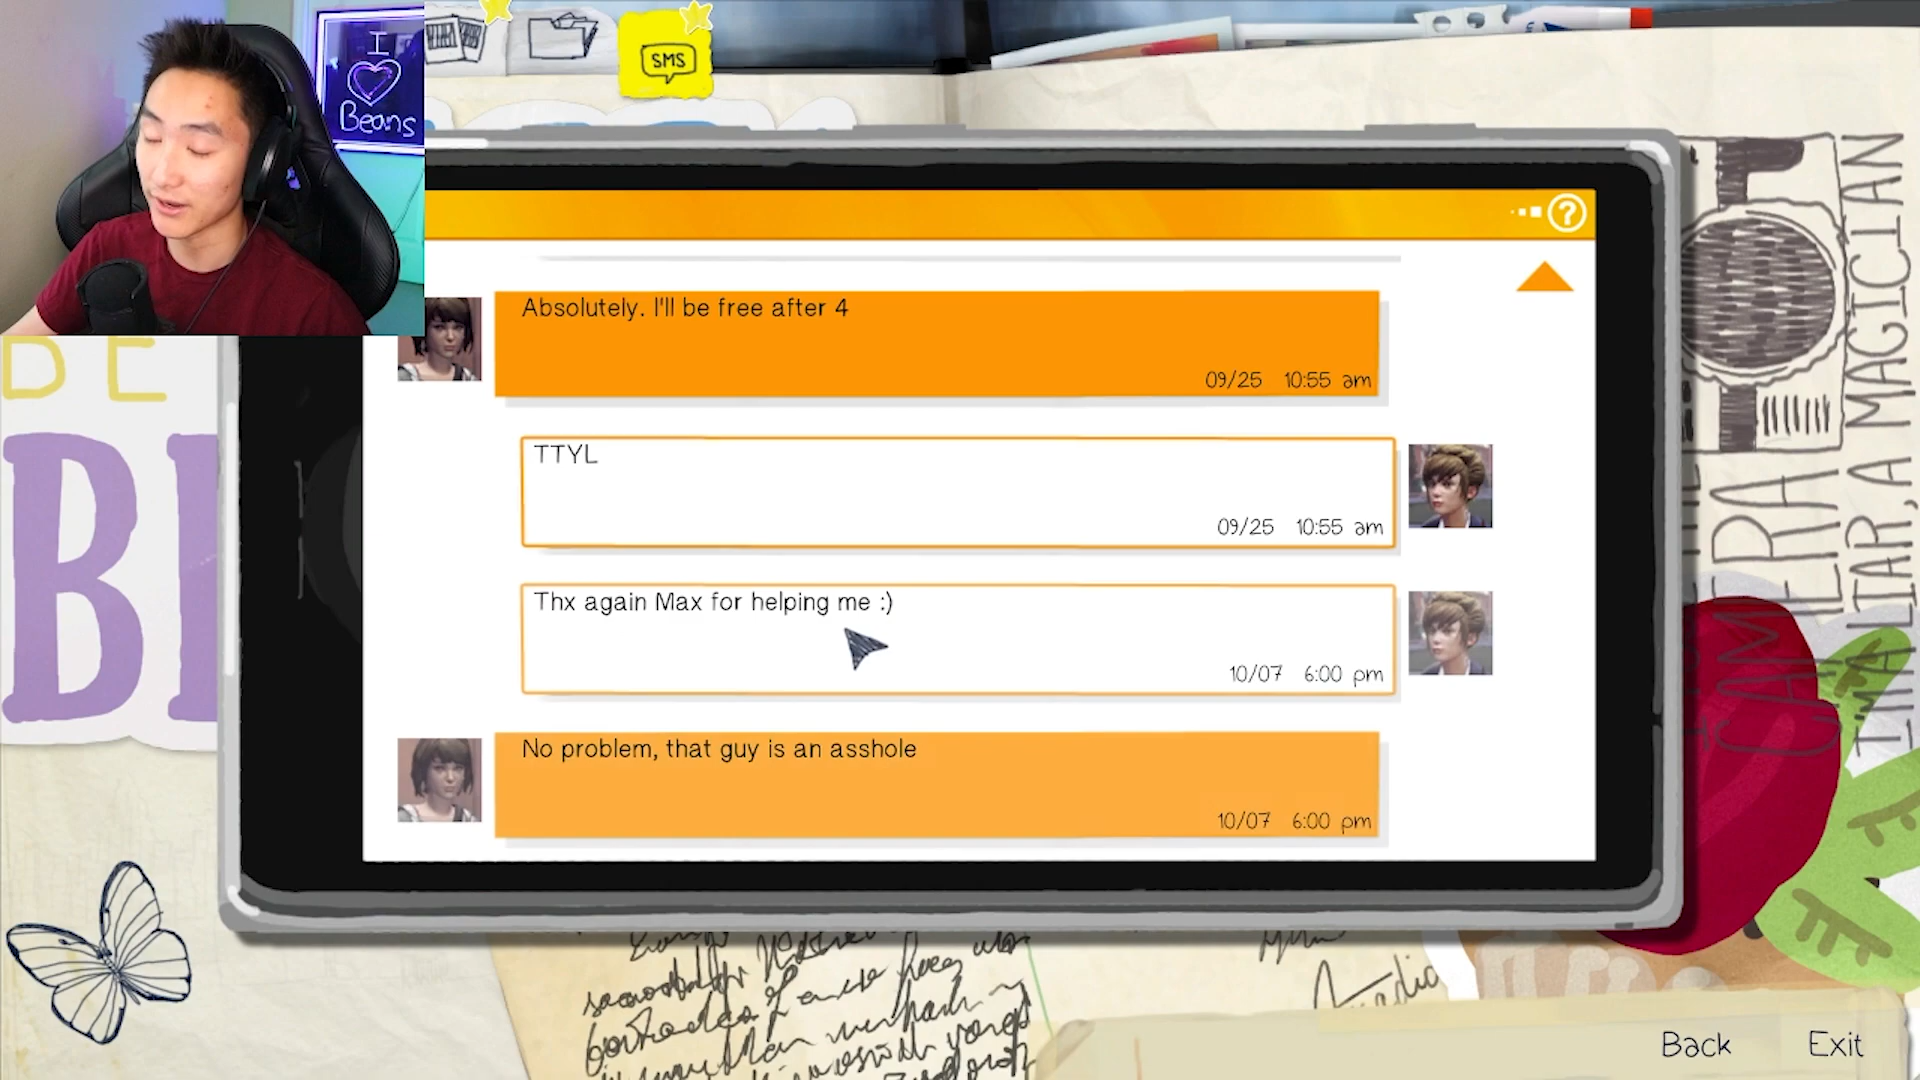 I
Beans
SMS
Absolutely. I'll be free after 4
09/25 10:55 am
TTYL
09/25 10:55 am
Thx again Max for helping me :)
10/07 6:00 pm
No problem, that guy is an asshole
10/07 6:00 pm
CAMERA
LIAR, A MAGICIAN
Back
Exit